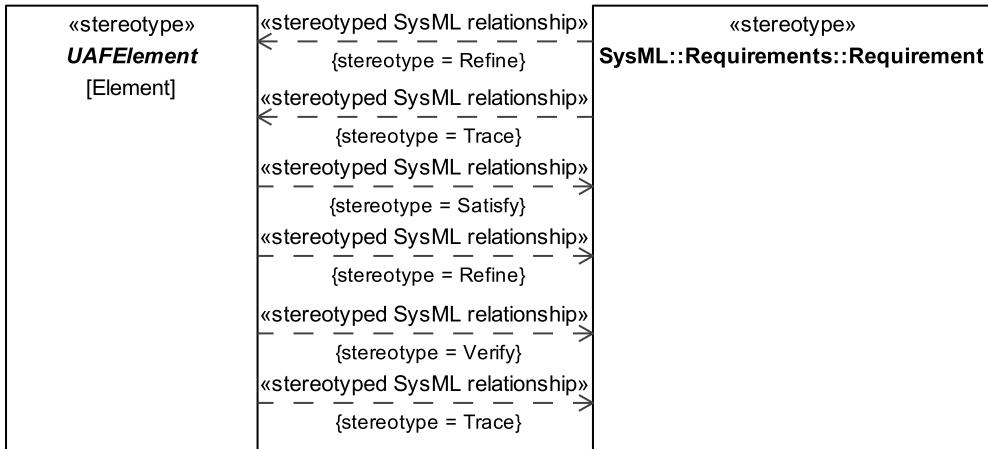 «stereotype»
UAFElement
[Element]
«stereotyped SysML relationship»
{stereotype = Refine}
«stereotyped SysML relationship»
{stereotype = Trace}
«stereotyped SysML relationship»
{stereotype = Satisfy}
«stereotyped SysML relationship»
{stereotype = Refine}
«stereotyped SysML relationship»
{stereotype = Verify}
«stereotyped SysML relationship»
{stereotype = Trace}
«stereotype»
SysML::Requirements::Requirement